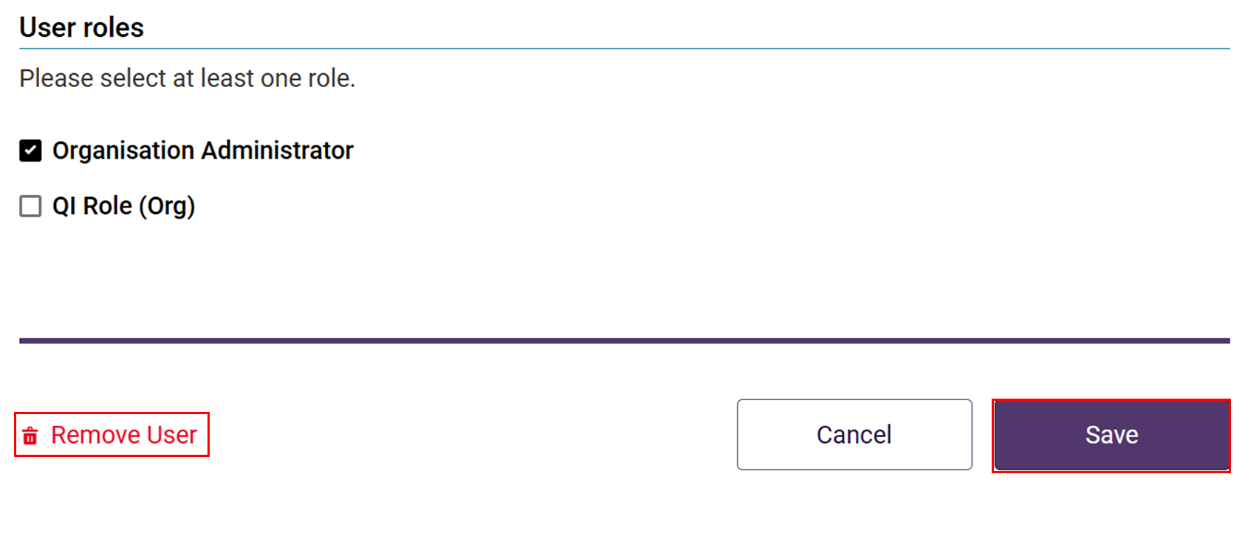 User roles
Please select at least one role.
Organisation Administrator
QI Role (Org)
Remove User
Cancel
Save